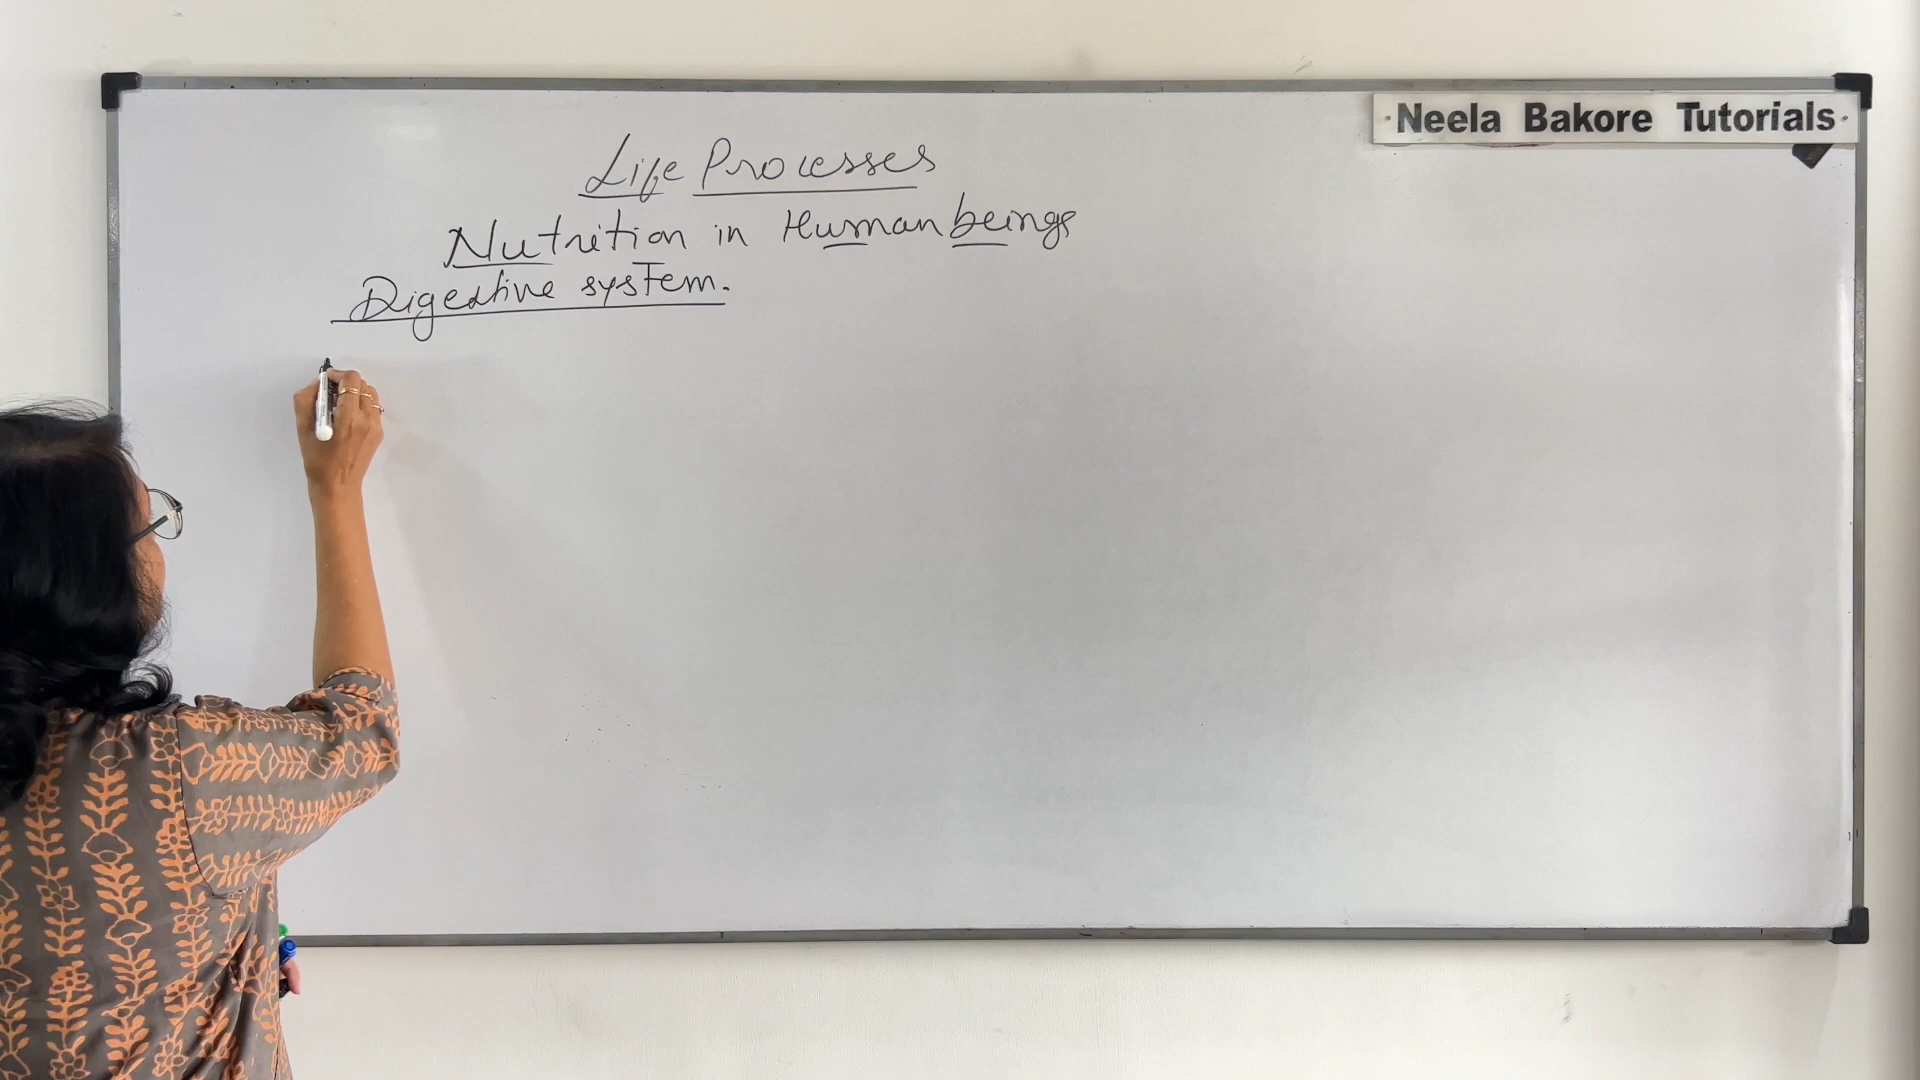 Neela Bakore Tutorials
Life Processes
Nutrition in Human beings
Digestive system.